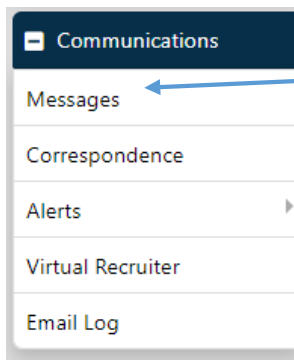 Communications
Messages
Correspondence
Alerts
Virtual Recruiter
Email Log